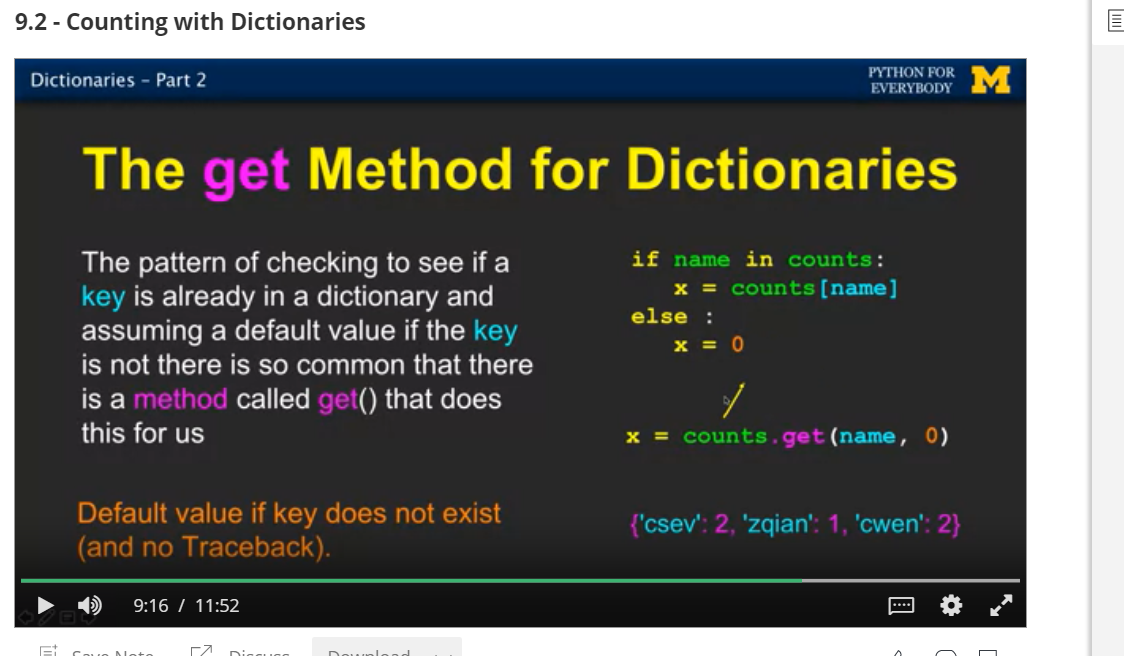 9.2 - Counting with Dictionaries
Dictionaries – Part 2
PYTHON FOR
EVERYBODY
M
The get Method for Dictionaries
The pattern of checking to see if a
key is already in a dictionary and
assuming a default value if the key
is not there is so common that there
is a method called get() that does
this for us
if name in counts:
x = counts[name]
else :
x = 0
x = counts.get(name, 0)
Default value if key does not exist
(and no Traceback).
{'csev': 2, 'zqian': 1, 'cwen': 2}
9:16 / 11:52
Save Note Discuss Download